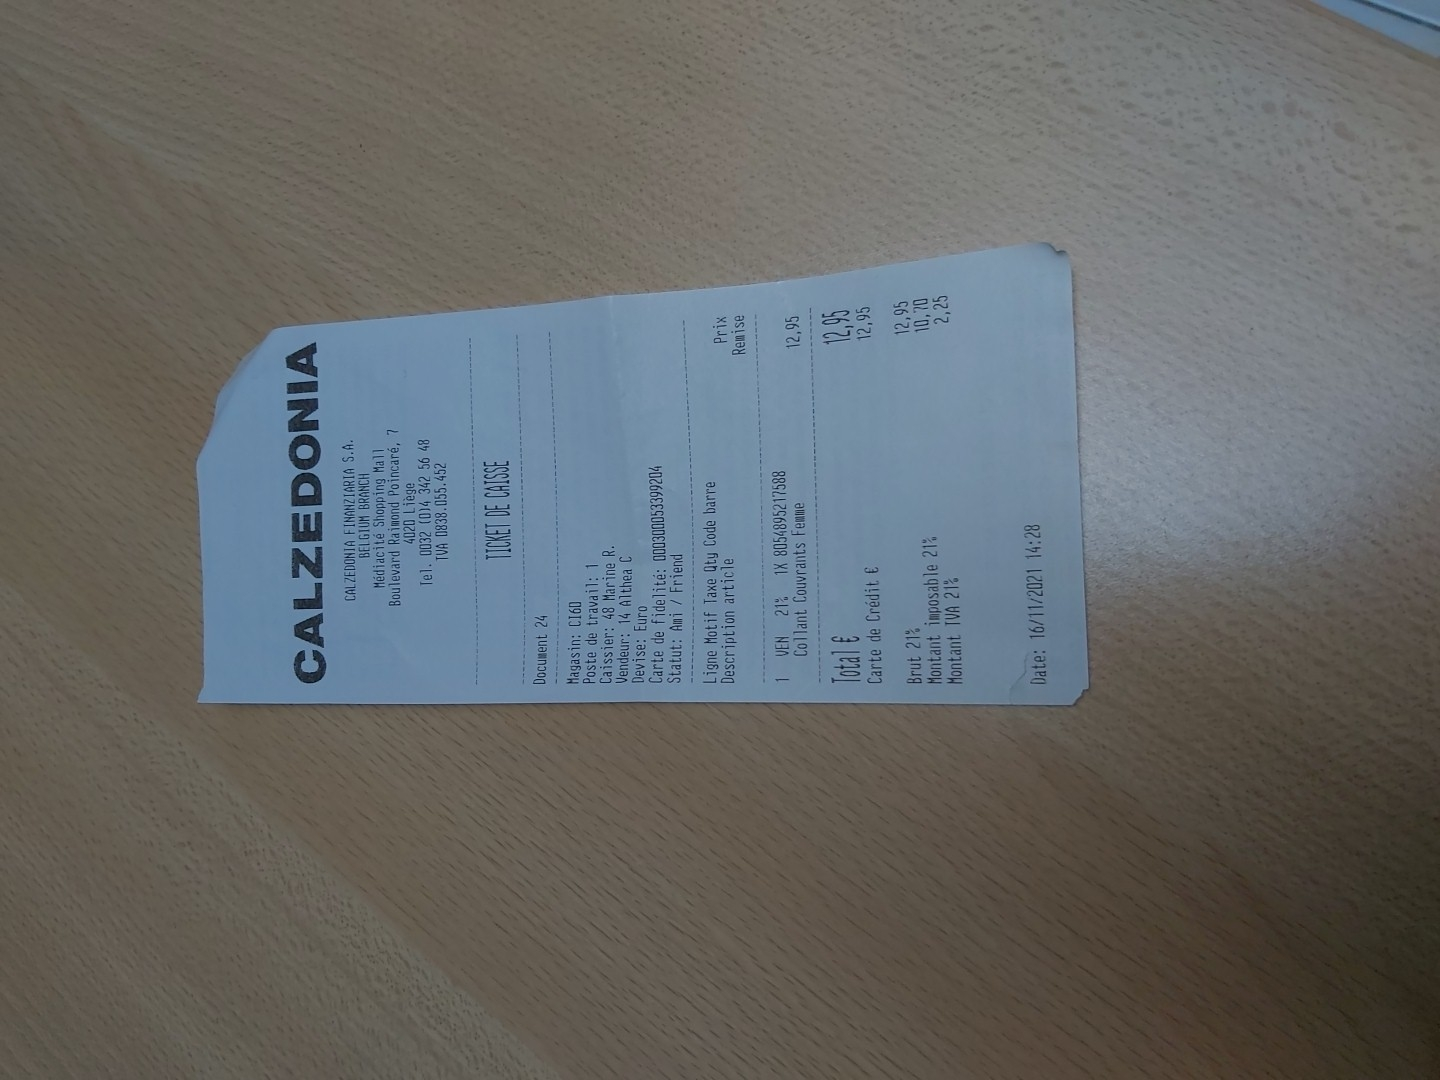 CALZEDONIA
CALZEDONIA FINANZIARIA S.A.
BELGIUM BRANCH
Médiacité Shopping Mall
Boulevard Raimond Poincaré, 7
4020 Liège
Tel. 0032 (0)4 342 56 48
TVA 0838.055.452
TICKET DE CAISSE
Document 24
Magasin: CI60
Poste de travail: 1
Caissier: 48 Marine R.
Vendeur: 14 Althea C
Devise: Euro
Carte de fidelité: 000300053399204
Statut: Ami / Friend
Ligne Motif Taxe Qty Code barre Prix
Description article Remise
1 VEN 21% 1X 8054895217588 12,95
Collant Couvrants Femme
Total € 12,95
Carte de Crédit € 12,95
Brut 21% 12,95
Montant imposable 21% 10,70
Montant TVA 21% 2,25
Date: 16/11/2021 14:28